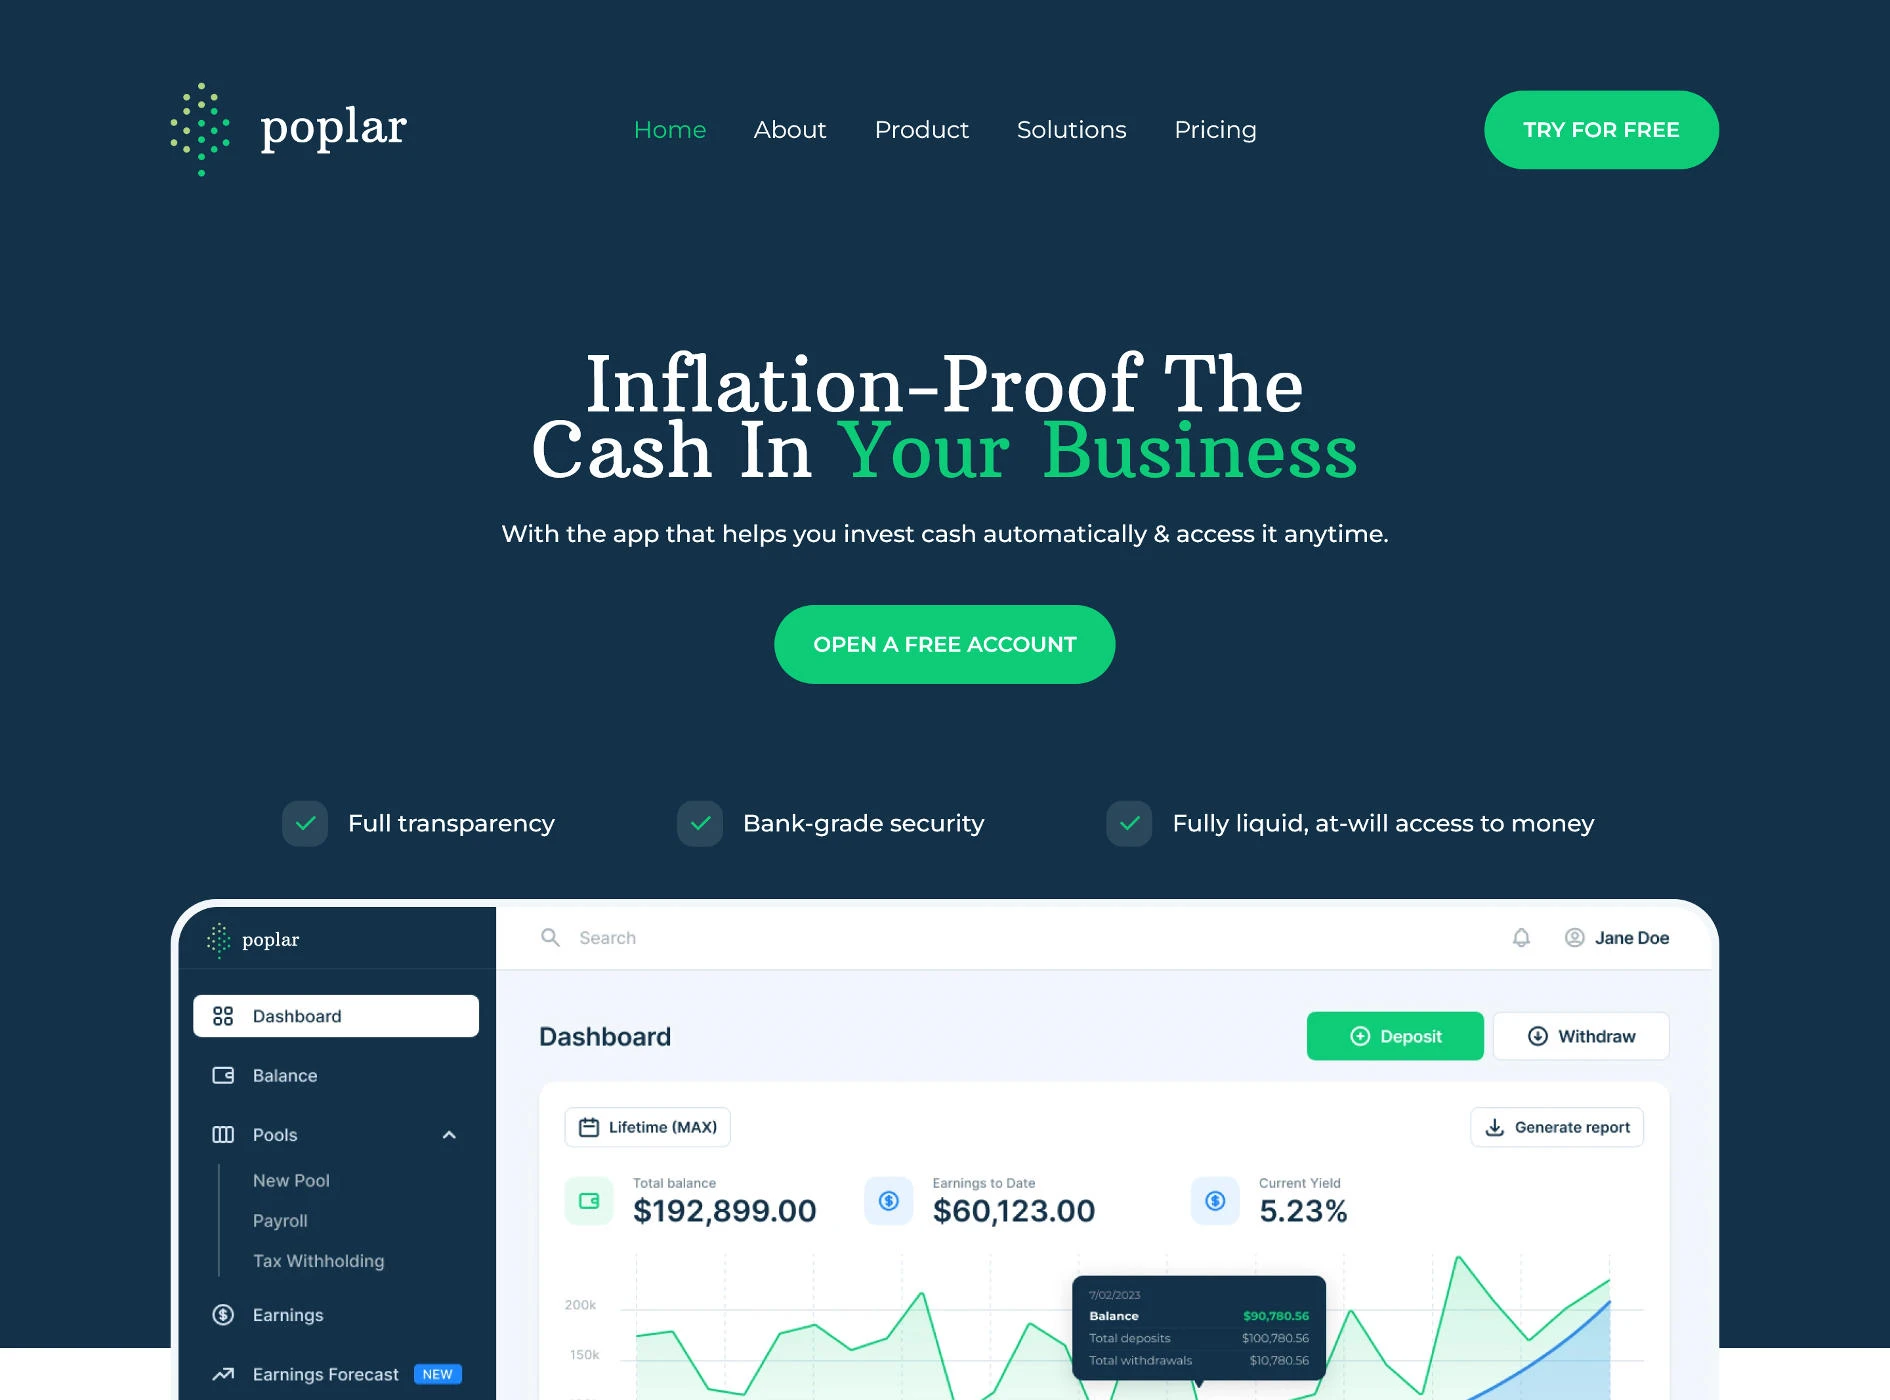 poplar
Home About Product Solutions Pricing
TRY FOR FREE
Inflation-Proof The
Cash In Your Business
With the app that helps you invest cash automatically & access it anytime.
OPEN A FREE ACCOUNT
Full transparency
Bank-grade security
Fully liquid, at-will access to money
poplar
Dashboard
Balance
Pools
New Pool
Payroll
Tax Withholding
Earnings
Earnings Forecast NEW
Search
Jane Doe
Dashboard
Deposit
Withdraw
Lifetime (MAX)
Generate report
Total balance
$192,899.00
Earnings to Date
$60,123.00
Current Yield
5.23%
200k
150k
7/02/2023
Balance $90,780.56
Total deposits $100,780.56
Total withdrawals $10,780.56